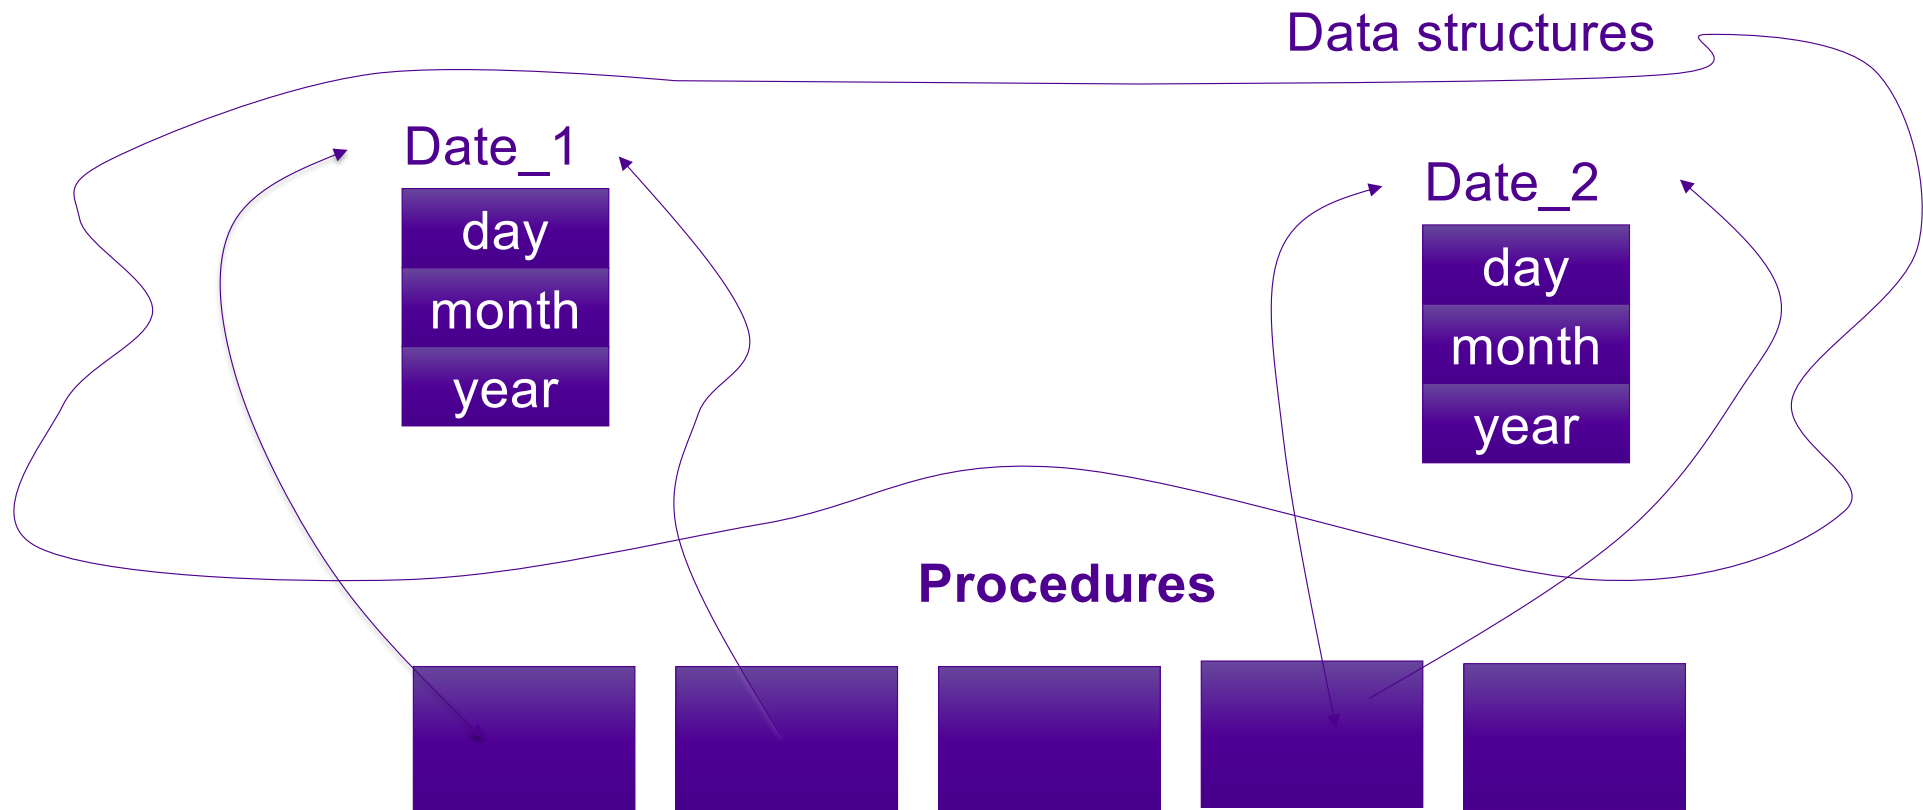 Data structures
Date_1
day
month
year
Date_2
day
month
year
Procedures